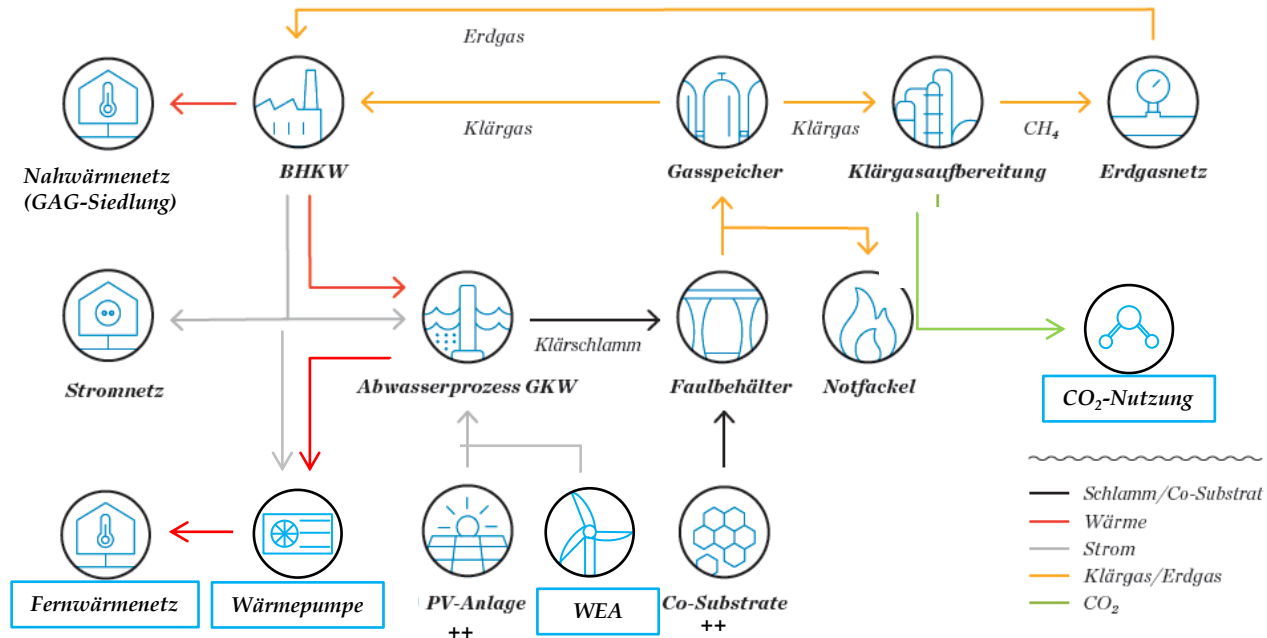 Erdgas
Klärgas
Klärgas
CH₄
Nahwärmenetz
(GAG-Siedlung)
BHKW
Gasspeicher
Klärgasaufbereitung
Erdgasnetz
Klärschlamm
Stromnetz
Abwasserprozess GKW
Faulbehälter
Notfackel
CO₂-Nutzung
Fernwärmenetz
Wärmepumpe
PV-Anlage
++
WEA
Co-Substrate
++
Schlamm/Co-Substrat
Wärme
Strom
Klärgas/Erdgas
CO₂